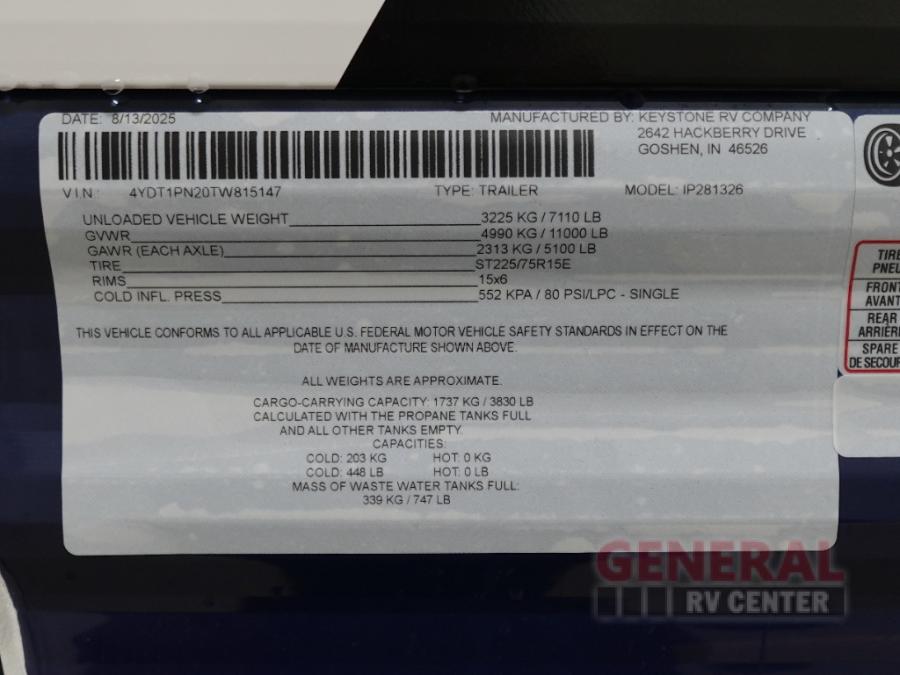 DATE: 8/13/2025
MANUFACTURED BY: KEYSTONE RV COMPANY
2642 HACKBERRY DRIVE
GOSHEN, IN 46526
VIN: 4YDT1PN20TW815147 TYPE: TRAILER MODEL: IP281326
UNLOADED VEHICLE WEIGHT 3225 KG / 7110 LB
GVWR 4990 KG / 11000 LB
GAWR (EACH AXLE) 2313 KG / 5100 LB
TIRE ST225/75R15E
RIMS 15x6
COLD INFL. PRESS 552 KPA / 80 PSI/LPC - SINGLE
THIS VEHICLE CONFORMS TO ALL APPLICABLE U.S. FEDERAL MOTOR VEHICLE SAFETY STANDARDS IN EFFECT ON THE
DATE OF MANUFACTURE SHOWN ABOVE.
ALL WEIGHTS ARE APPROXIMATE.
CARGO-CARRYING CAPACITY: 1737 KG / 3830 LB
CALCULATED WITH THE PROPANE TANKS FULL
AND ALL OTHER TANKS EMPTY.
CAPACITIES:
COLD: 203 KG HOT: 0 KG
COLD: 448 LB HOT: 0 LB
MASS OF WASTE WATER TANKS FULL:
339 KG / 747 LB
TIRE
PNEU
FRONT
AVANT
REAR
ARRIÈRE
SPARE
DE SECOUR
GENERAL
RV CENTER